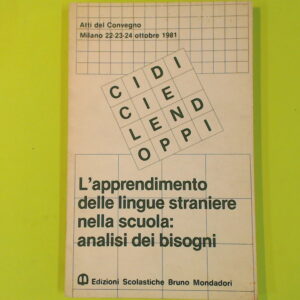 Atti del Convegno
Milano 22-23-24 ottobre 1981
CIDI
CIE
LEND
OPPI
L'apprendimento
delle lingue straniere
nella scuola:
analisi dei bisogni
Edizioni Scolastiche Bruno Mondadori